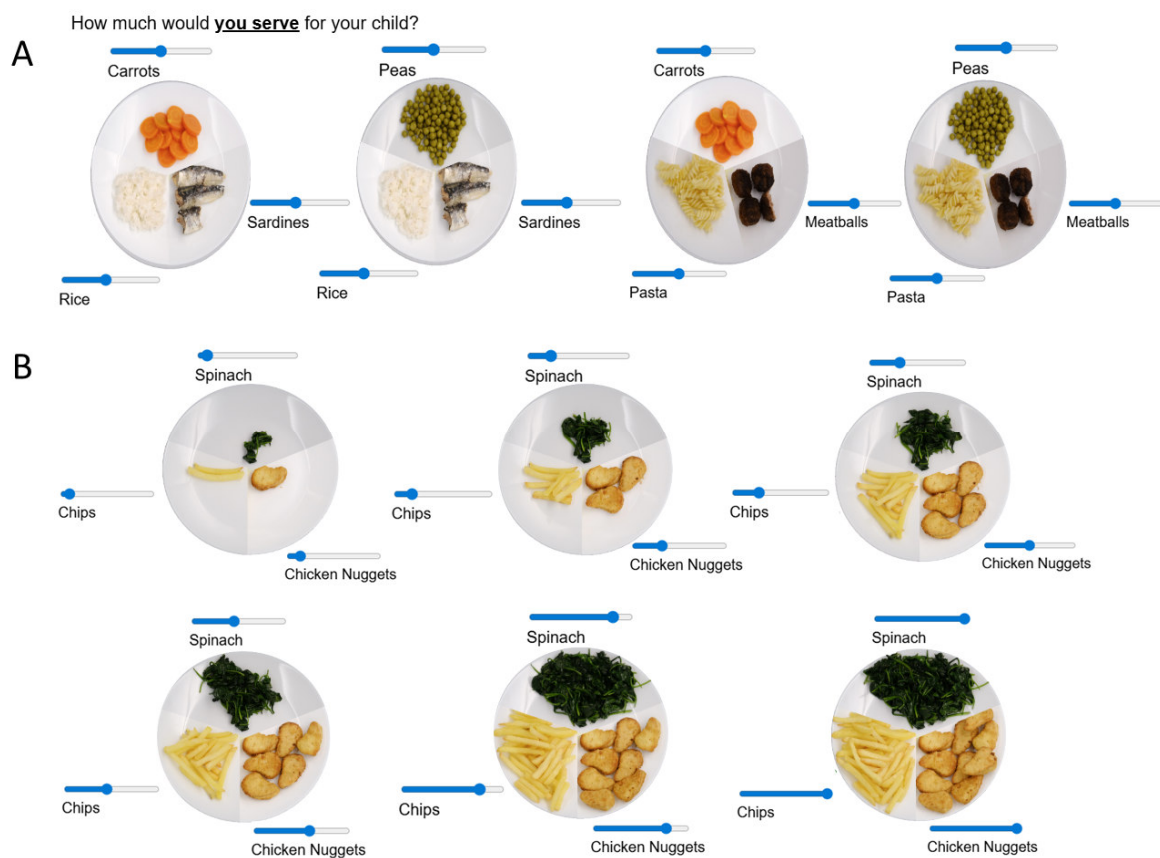 How much would you serve for your child?
A
Carrots
Peas
Carrots
Peas
Sardines
Sardines
Meatballs
Meatballs
Rice
Rice
Pasta
Pasta
B
Spinach
Spinach
Spinach
Chips
Chips
Chips
Chicken Nuggets
Chicken Nuggets
Chicken Nuggets
Spinach
Spinach
Spinach
Chips
Chips
Chips
Chicken Nuggets
Chicken Nuggets
Chicken Nuggets